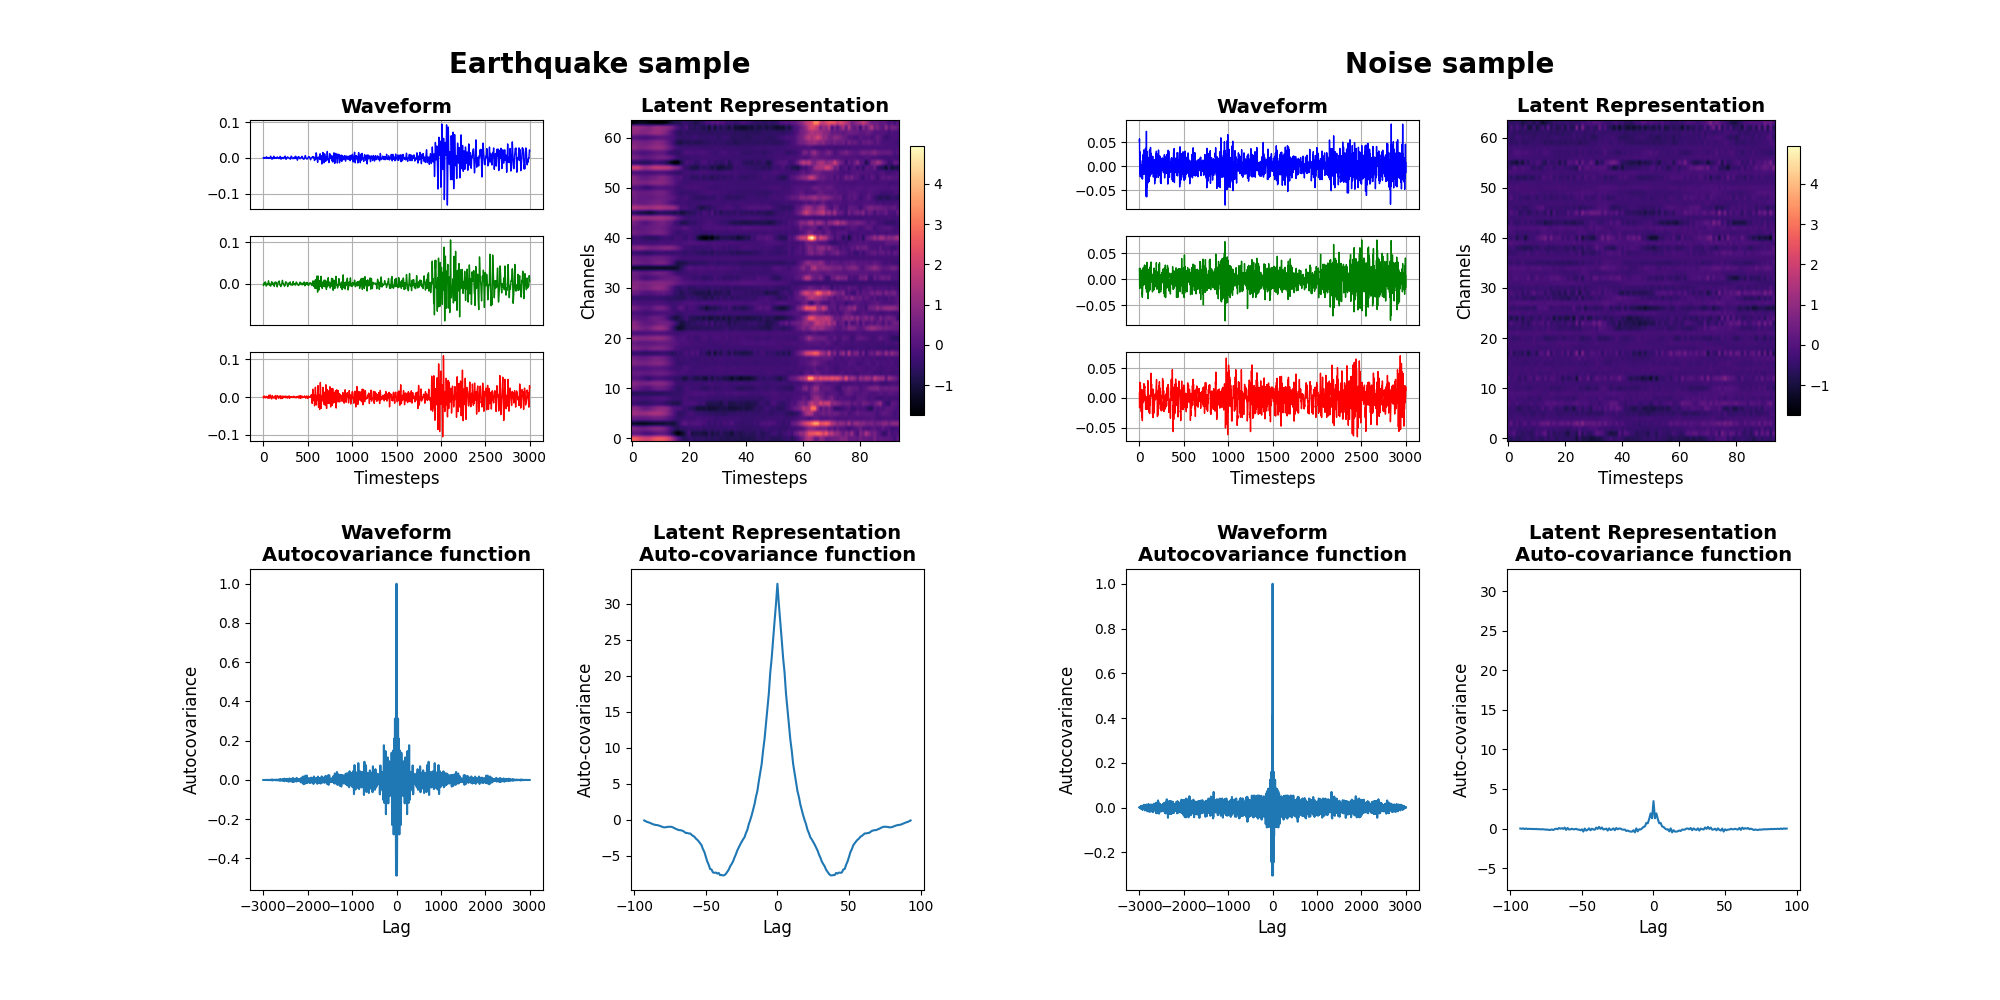 Earthquake sample
Noise sample
Waveform
Latent Representation
Waveform
Latent Representation
0.1
0.0
−0.1
0.1
0.0
0.1
0.0
−0.1
0 500 1000 1500 2000 2500 3000
Timesteps
Channels
60
50
40
30
20
10
0
0 20 40 60 80
Timesteps
4
3
2
1
0
−1
0.05
0.00
−0.05
0.05
0.00
−0.05
0.05
0.00
−0.05
0 500 1000 1500 2000 2500 3000
Timesteps
Channels
60
50
40
30
20
10
0
0 20 40 60 80
Timesteps
4
3
2
1
0
−1
Waveform
Autocovariance function
Autocovariance
1.0
0.8
0.6
0.4
0.2
0.0
−0.2
−0.4
−3000 −2000 −1000 0 1000 2000 3000
Lag
Latent Representation
Auto-covariance function
Auto-covariance
30
25
20
15
10
5
0
−5
−100 −50 0 50 100
Lag
Waveform
Autocovariance function
Autocovariance
1.0
0.8
0.6
0.4
0.2
0.0
−0.2
−3000 −2000 −1000 0 1000 2000 3000
Lag
Latent Representation
Auto-covariance function
Auto-covariance
30
25
20
15
10
5
0
−5
−100 −50 0 50 100
Lag